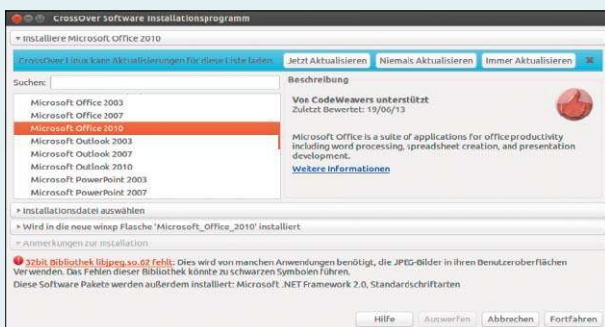 CrossOver Software Installationsprogramm
Installiere Microsoft Office 2010
CrossOver Linux kann Aktualisierungen für diese Liste laden. Jetzt Aktualisieren Niemals Aktualisieren Immer Aktualisieren
Suchen:
Microsoft Office 2003
Microsoft Office 2007
Microsoft Office 2010
Microsoft Outlook 2003
Microsoft Outlook 2007
Microsoft Outlook 2010
Microsoft PowerPoint 2003
Microsoft PowerPoint 2007
Beschreibung
Von CodeWeavers unterstützt
Zuletzt Bewertet: 19/06/13
Microsoft Office is a suite of applications for office productivity
including word processing, spreadsheet creation, and presentation
development.
Weitere Informationen
Installationsdatei auswählen
Wird in die neue winxp Flasche 'Microsoft_Office_2010' installiert
Anmerkungen zur Installation
32bit Bibliothek libjpeg.so.62 fehlt: Dies wird von manchen Anwendungen benötigt, die JPEG-Bilder in ihren Benutzeroberflächen
Verwenden. Das Fehlen dieser Bibliothek könnte zu schwarzen Symbolen führen.
Diese Software Pakete werden außerdem installiert: Microsoft .NET Framework 2.0, Standardschriftarten
Hilfe Auswerfen Abbrechen Fortfahren